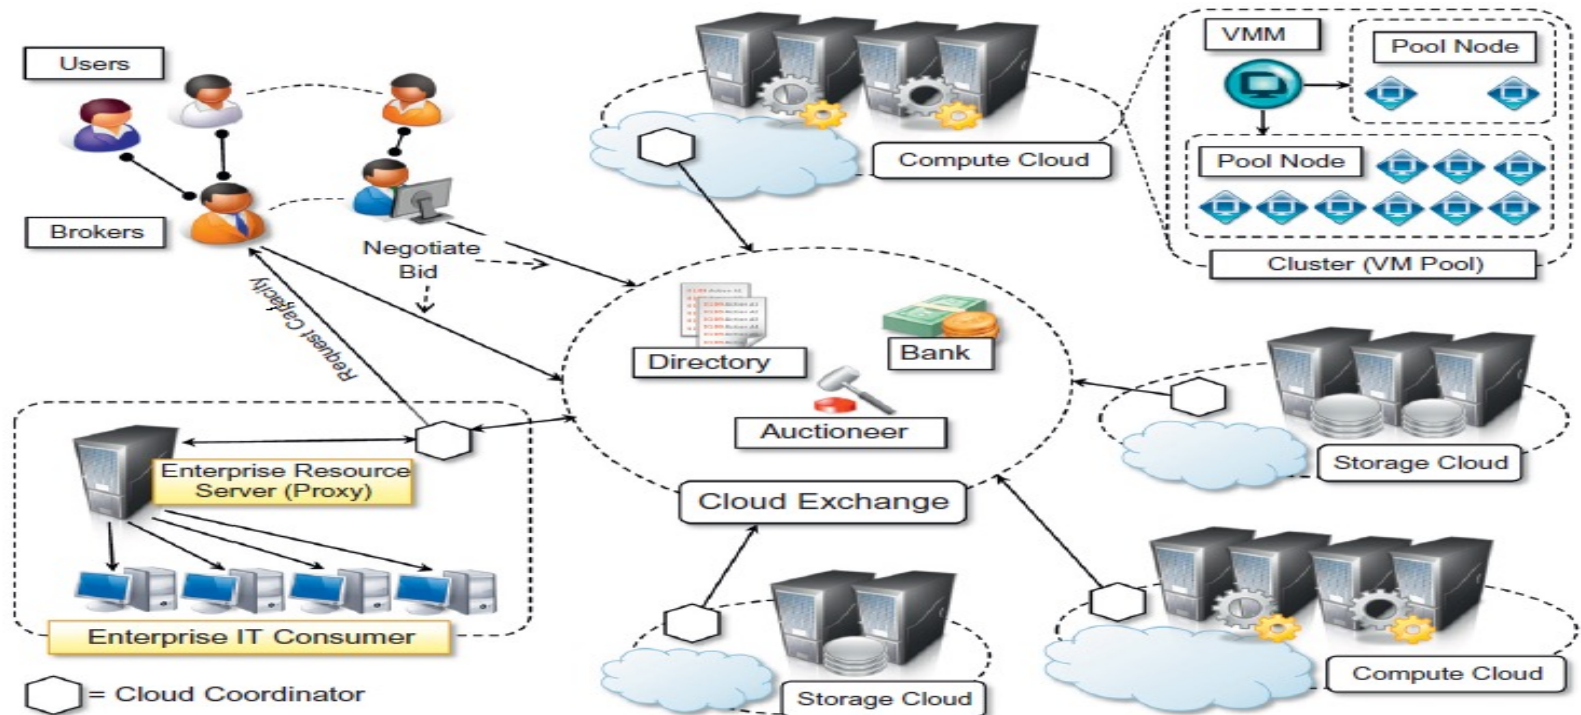 Users
Brokers
Negotiate
Bid
Request Capacity
Compute Cloud
VMM
Pool Node
Pool Node
Cluster (VM Pool)
Directory
Bank
Auctioneer
Cloud Exchange
Storage Cloud
Enterprise Resource
Server (Proxy)
Enterprise IT Consumer
= Cloud Coordinator
Storage Cloud
Compute Cloud